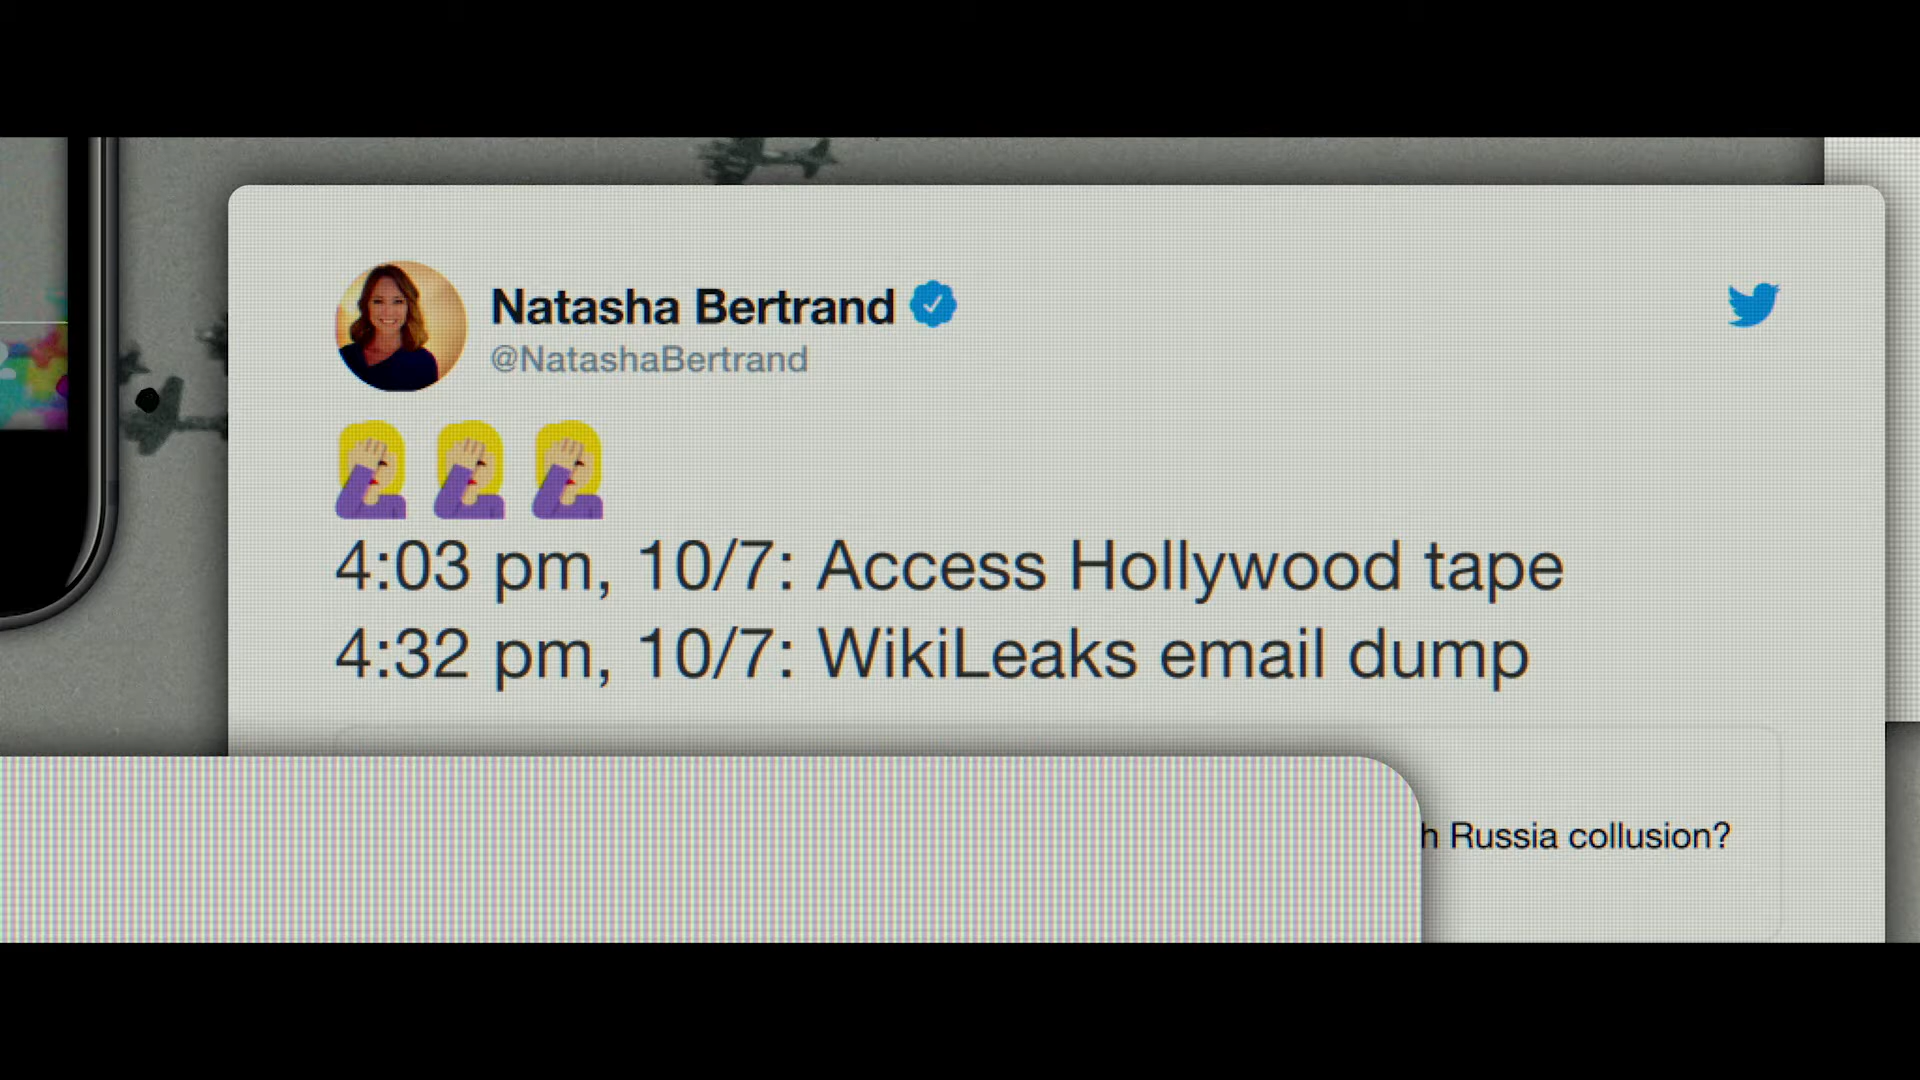 Natasha Bertrand
@NatashaBertrand
4:03 pm, 10/7: Access Hollywood tape
4:32 pm, 10/7: WikiLeaks email dump
Russia collusion?